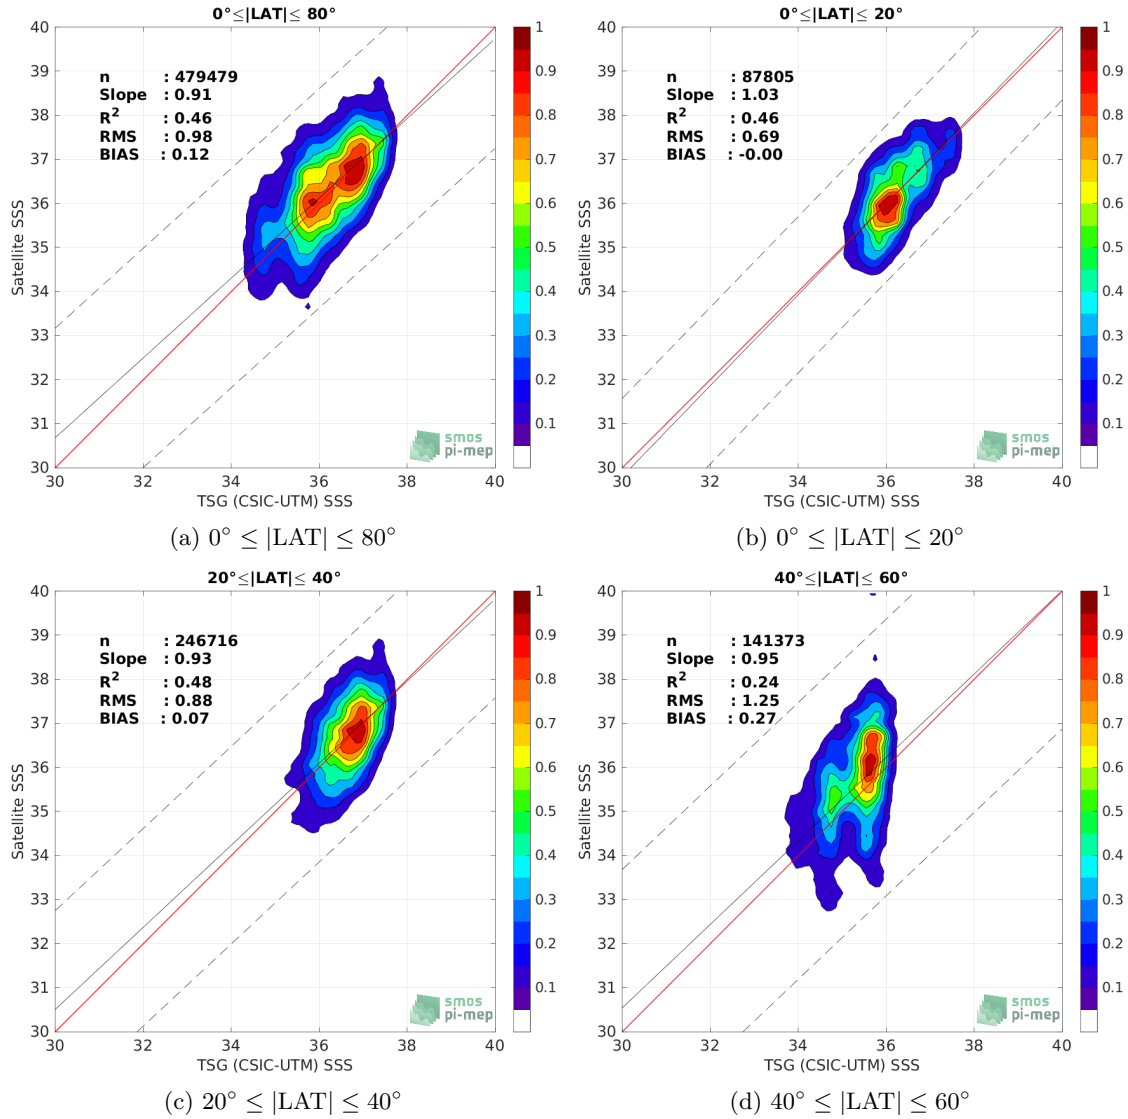 0°≤|LAT|≤ 80°
40
39
38
37
36
35
34
33
32
31
30
Satellite SSS
n : 479479
Slope : 0.91
R² : 0.46
RMS : 0.98
BIAS : 0.12
smos
pi-mep
30 32 34 36 38 40
TSG (CSIC-UTM) SSS
1
0.9
0.8
0.7
0.6
0.5
0.4
0.3
0.2
0.1
(a) 0° ≤ |LAT| ≤ 80°
0°≤|LAT|≤ 20°
40
39
38
37
36
35
34
33
32
31
30
Satellite SSS
n : 87805
Slope : 1.03
R² : 0.46
RMS : 0.69
BIAS : -0.00
smos
pi-mep
30 32 34 36 38 40
TSG (CSIC-UTM) SSS
1
0.9
0.8
0.7
0.6
0.5
0.4
0.3
0.2
0.1
(b) 0° ≤ |LAT| ≤ 20°
20°≤|LAT|≤ 40°
40
39
38
37
36
35
34
33
32
31
30
Satellite SSS
n : 246716
Slope : 0.93
R² : 0.48
RMS : 0.88
BIAS : 0.07
smos
pi-mep
30 32 34 36 38 40
TSG (CSIC-UTM) SSS
1
0.9
0.8
0.7
0.6
0.5
0.4
0.3
0.2
0.1
(c) 20° ≤ |LAT| ≤ 40°
40°≤|LAT|≤ 60°
40
39
38
37
36
35
34
33
32
31
30
Satellite SSS
n : 141373
Slope : 0.95
R² : 0.24
RMS : 1.25
BIAS : 0.27
smos
pi-mep
30 32 34 36 38 40
TSG (CSIC-UTM) SSS
1
0.9
0.8
0.7
0.6
0.5
0.4
0.3
0.2
0.1
(d) 40° ≤ |LAT| ≤ 60°